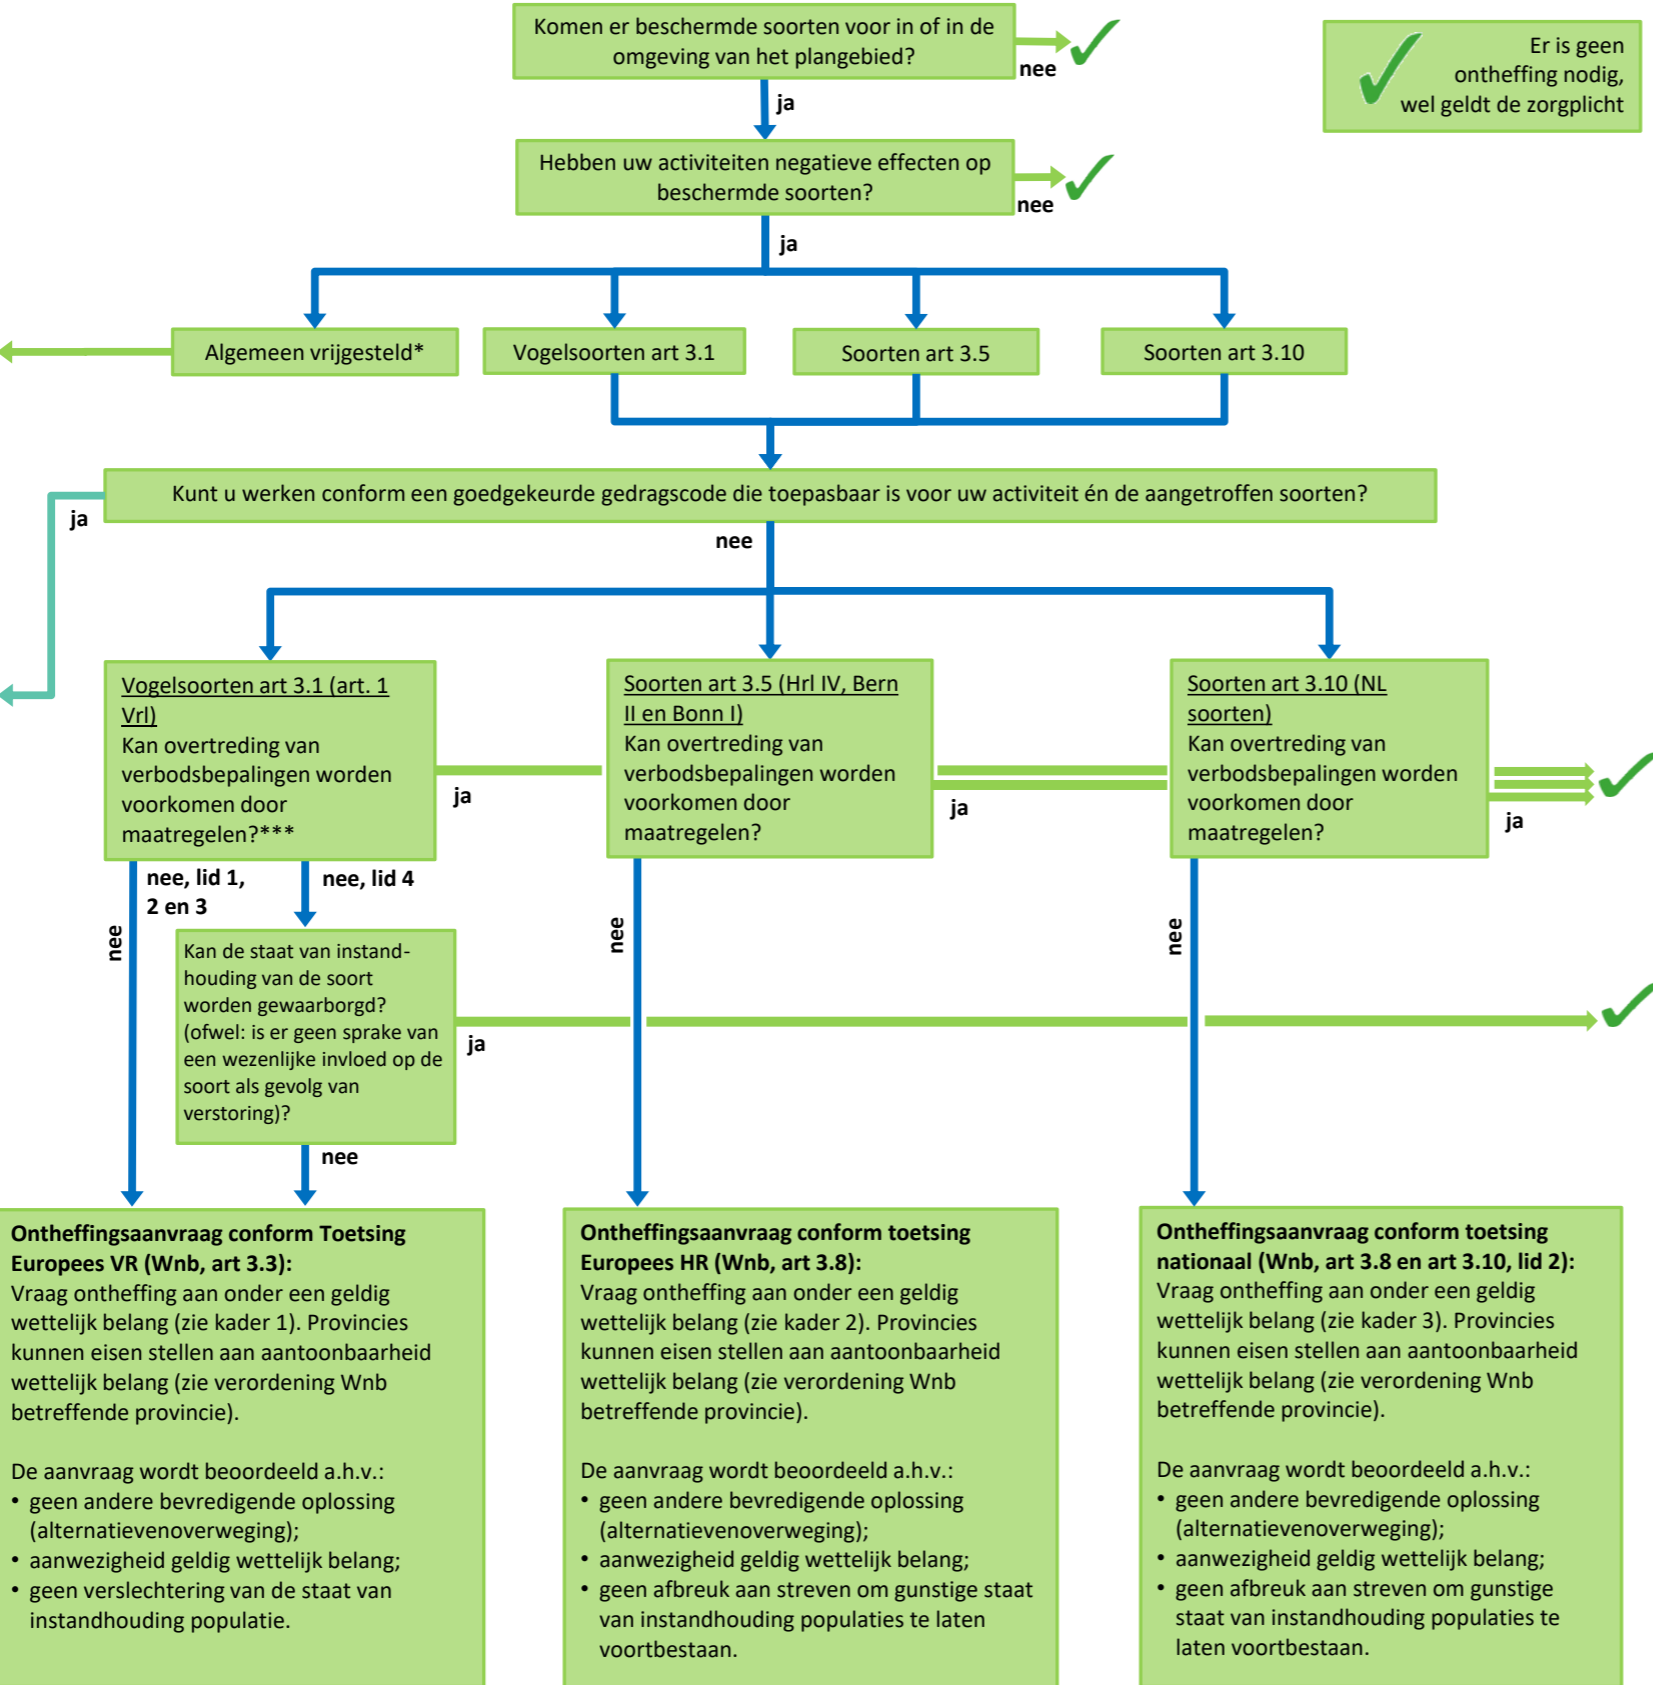 Komen er beschermde soorten voor in of in de
omgeving van het plangebied?
nee
Er is geen
ontheffing nodig,
wel geldt de zorgplicht
ja
Hebben uw activiteiten negatieve effecten op
beschermde soorten?
nee
ja
Algemeen vrijgesteld*
Vogelsoorten art 3.1
Soorten art 3.5
Soorten art 3.10
Kunt u werken conform een goedgekeurde gedragscode die toepasbaar is voor uw activiteit én de aangetroffen soorten?
ja
nee
Vogelsoorten art 3.1 (art. 1
Vrl)
Kan overtreding van
verbodsbepalingen worden
voorkomen door
maatregelen?***
ja
Soorten art 3.5 (Hrl IV, Bern
II en Bonn I)
Kan overtreding van
verbodsbepalingen worden
voorkomen door
maatregelen?
ja
Soorten art 3.10 (NL
soorten)
Kan overtreding van
verbodsbepalingen worden
voorkomen door
maatregelen?
ja
nee, lid 1,
2 en 3
nee, lid 4
nee
nee
nee
Kan de staat van instand-
houding van de soort
worden gewaarborgd?
(ofwel: is er geen sprake van
een wezenlijke invloed op de
soort als gevolg van
verstoring)?
ja
nee
Ontheffingsaanvraag conform Toetsing
Europees VR (Wnb, art 3.3):
Vraag ontheffing aan onder een geldig
wettelijk belang (zie kader 1). Provincies
kunnen eisen stellen aan aantoonbaarheid
wettelijk belang (zie verordening Wnb
betreffende provincie).
De aanvraag wordt beoordeeld a.h.v.:
• geen andere bevredigende oplossing
(alternatievenoverweging);
• aanwezigheid geldig wettelijk belang;
• geen verslechtering van de staat van
instandhouding populatie.
Ontheffingsaanvraag conform toetsing
Europees HR (Wnb, art 3.8):
Vraag ontheffing aan onder een geldig
wettelijk belang (zie kader 2). Provincies
kunnen eisen stellen aan aantoonbaarheid
wettelijk belang (zie verordening Wnb
betreffende provincie).
De aanvraag wordt beoordeeld a.h.v.:
• geen andere bevredigende oplossing
(alternatievenoverweging);
• aanwezigheid geldig wettelijk belang;
• geen afbreuk aan streven om gunstige staat
van instandhouding populaties te laten
voortbestaan.
Ontheffingsaanvraag conform toetsing
nationaal (Wnb, art 3.8 en art 3.10, lid 2):
Vraag ontheffing aan onder een geldig
wettelijk belang (zie kader 3). Provincies
kunnen eisen stellen aan aantoonbaarheid
wettelijk belang (zie verordening Wnb
betreffende provincie).
De aanvraag wordt beoordeeld a.h.v.:
• geen andere bevredigende oplossing
(alternatievenoverweging);
• aanwezigheid geldig wettelijk belang;
• geen afbreuk aan streven om gunstige
staat van instandhouding populaties te
laten voortbestaan.